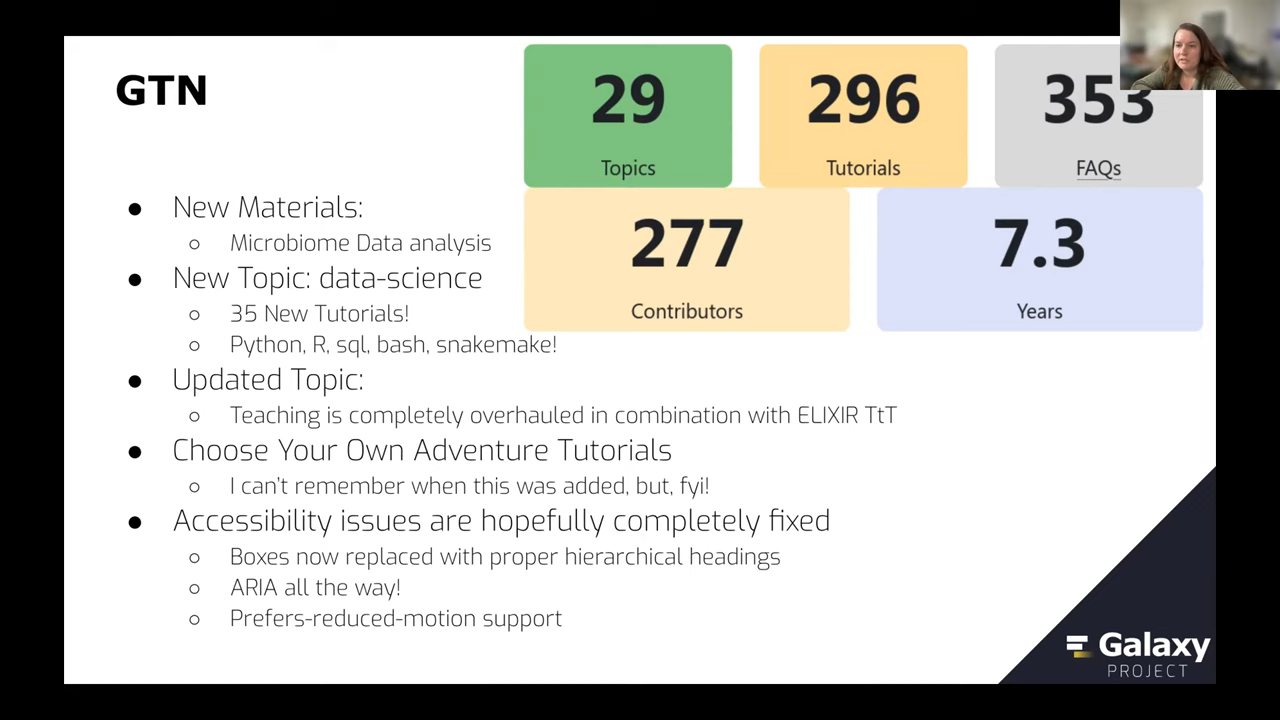 GTN
29
Topics
296
Tutorials
353
FAQs
277
Contributors
7.3
Years
● New Materials:
○ Microbiome Data analysis
● New Topic: data-science
○ 35 New Tutorials!
○ Python, R, sql, bash, snakemake!
● Updated Topic:
○ Teaching is completely overhauled in combination with ELIXIR TtT
● Choose Your Own Adventure Tutorials
○ I can't remember when this was added, but, fyi!
● Accessibility issues are hopefully completely fixed
○ Boxes now replaced with proper hierarchical headings
○ ARIA all the way!
○ Prefers-reduced-motion support
Galaxy
PROJECT